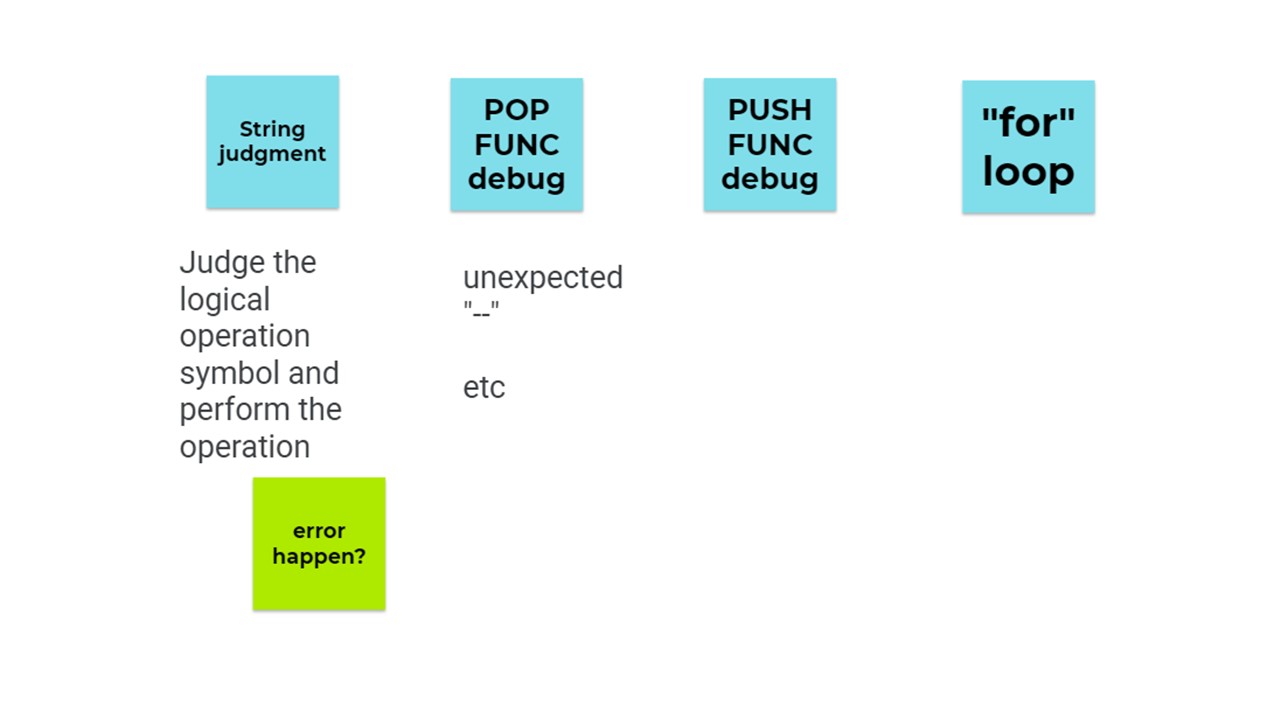 String
judgment
POP
FUNC
debug
PUSH
FUNC
debug
"for"
loop
Judge the
logical
operation
symbol and
perform the
operation
unexpected
"--"
etc
error
happen?